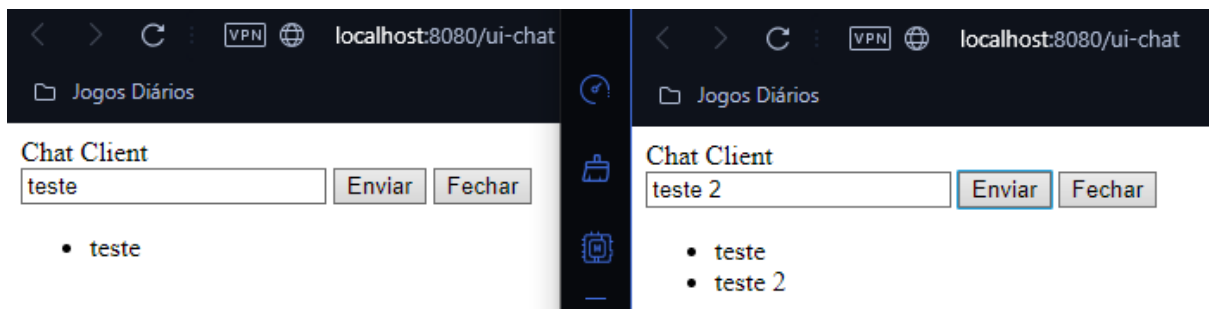 VPN localhost:8080/ui-chat
Jogos Diários
Chat Client
teste Enviar Fechar
• teste
VPN localhost:8080/ui-chat
Jogos Diários
Chat Client
teste 2 Enviar Fechar
• teste
• teste 2